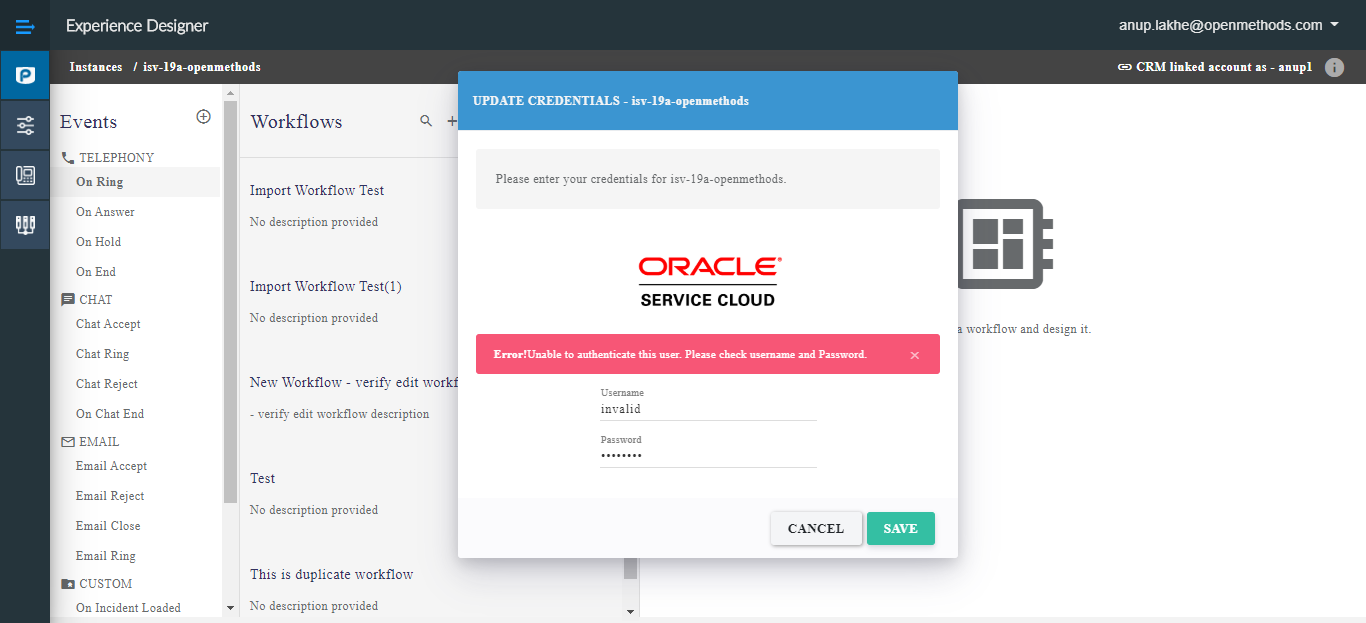 Experience Designer
anup.lakhe@openmethods.com
Instances / isv-19a-openmethods
CRM linked account as - anup1
Events
TELEPHONY
On Ring
On Answer
On Hold
On End
CHAT
Chat Accept
Chat Ring
Chat Reject
On Chat End
EMAIL
Email Accept
Email Reject
Email Close
Email Ring
CUSTOM
On Incident Loaded
Workflows
Import Workflow Test
No description provided
Import Workflow Test(1)
No description provided
New Workflow - verify edit workf
- verify edit workflow description
Test
No description provided
This is duplicate workflow
No description provided
UPDATE CREDENTIALS - isv-19a-openmethods
Please enter your credentials for isv-19a-openmethods.
ORACLE®
SERVICE CLOUD
Error!Unable to authenticate this user. Please check username and Password.
×
Username
invalid
Password
••••••••
CANCEL
SAVE
a workflow and design it.